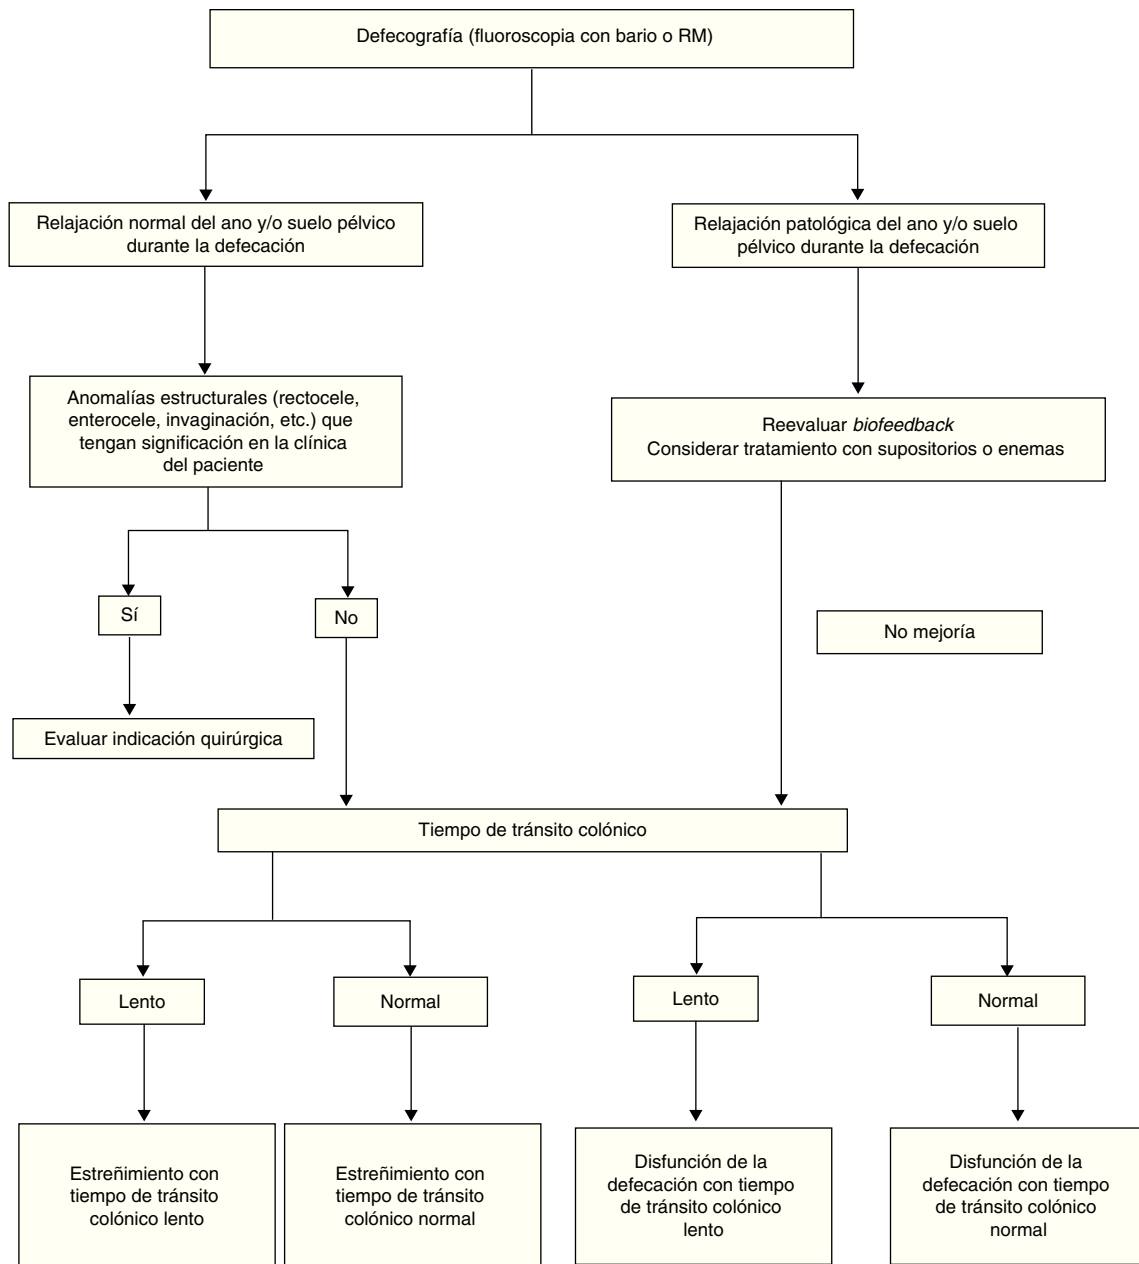 Defecografía (fluoroscopia con bario o RM)
Relajación normal del ano y/o suelo pélvico
durante la defecación
Relajación patológica del ano y/o suelo
pélvico durante la defecación
Anomalías estructurales (rectocele,
enterocele, invaginación, etc.) que
tengan significación en la clínica
del paciente
Reevaluar biofeedback
Considerar tratamiento con supositorios o enemas
Sí
No
No mejoría
Evaluar indicación quirúrgica
Tiempo de tránsito colónico
Lento
Normal
Lento
Normal
Estreñimiento con
tiempo de tránsito
colónico lento
Estreñimiento con
tiempo de tránsito
colónico normal
Disfunción de la
defecación con tiempo
de tránsito colónico
lento
Disfunción de la
defecación con tiempo
de tránsito colónico
normal